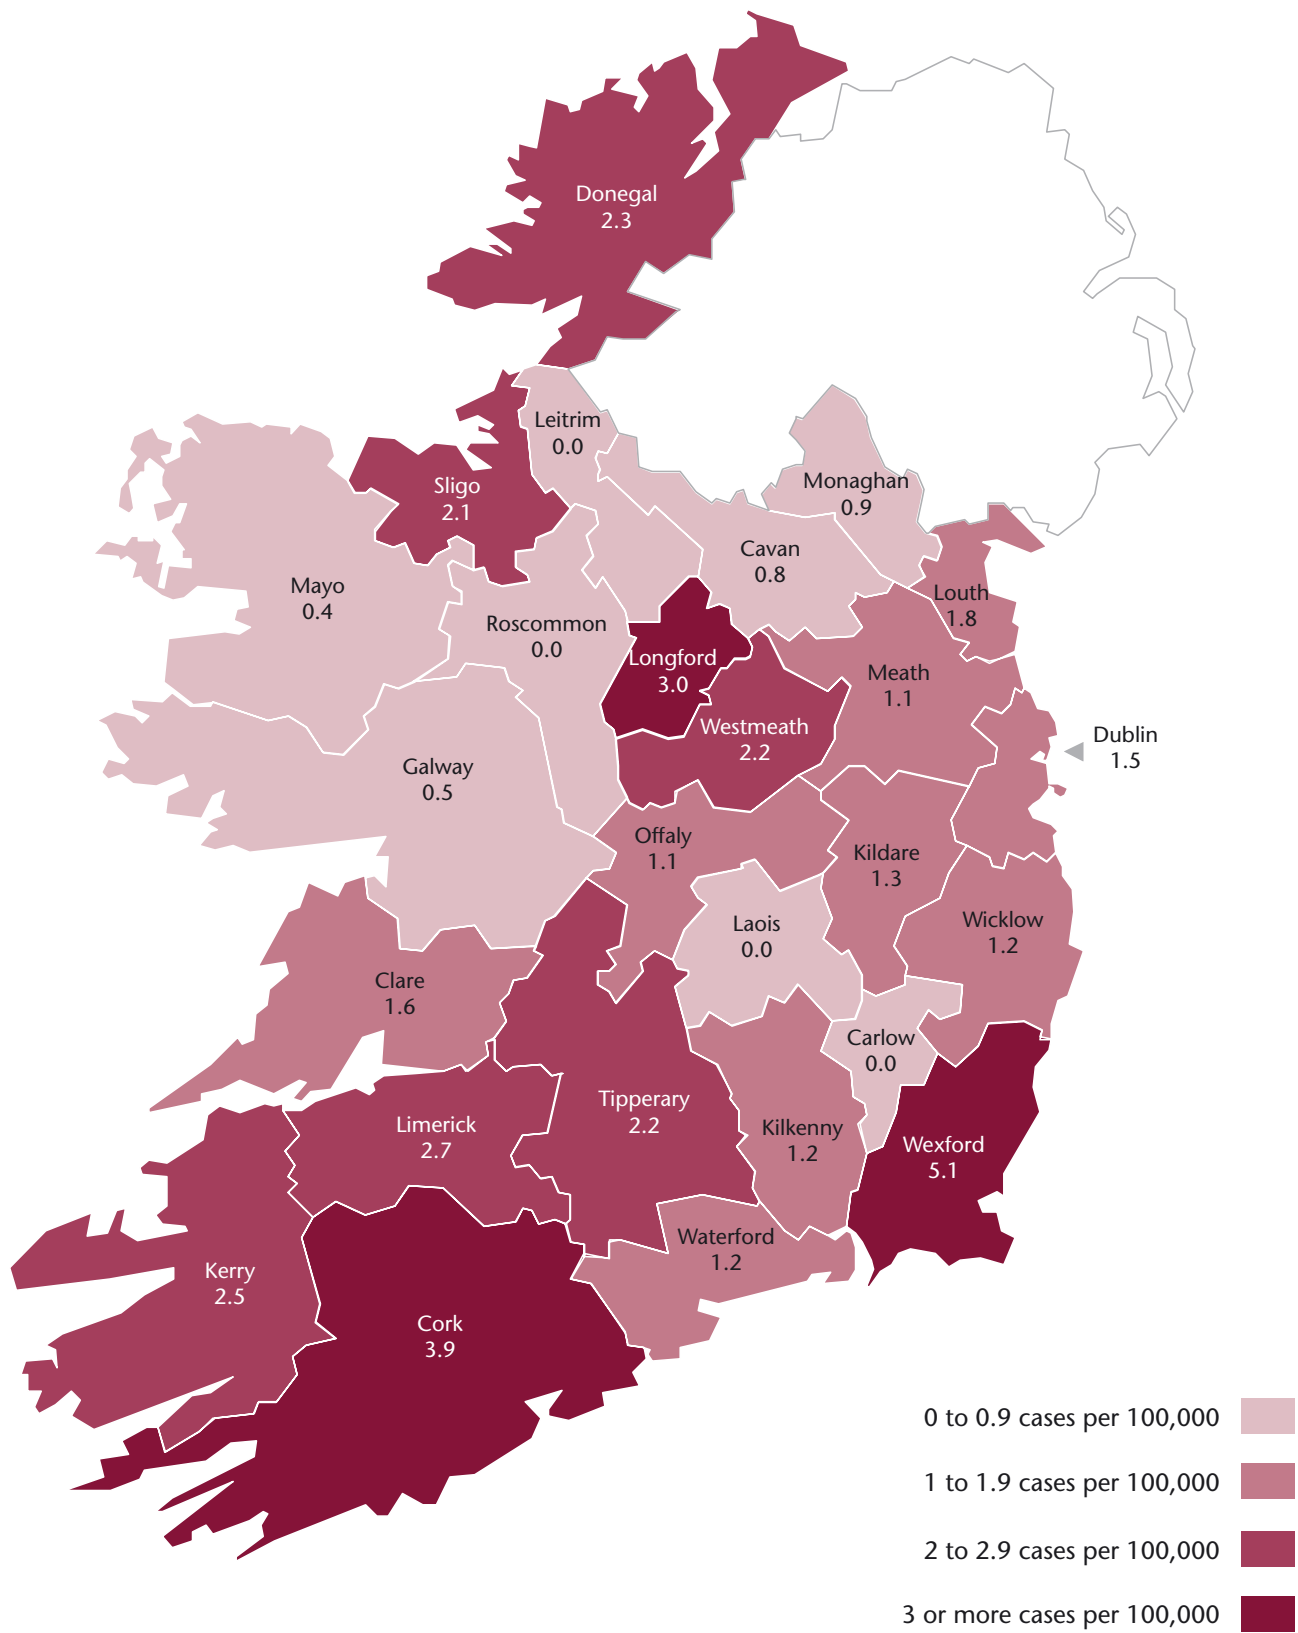 Donegal
2.3
Leitrim
0.0
Monaghan
0.9
Sligo
2.1
Cavan
0.8
Mayo
0.4
Louth
1.8
Roscommon
0.0
Longford
3.0
Meath
1.1
Westmeath
2.2
Dublin
1.5
Galway
0.5
Offaly
1.1
Kildare
1.3
Laois
0.0
Wicklow
1.2
Clare
1.6
Carlow
0.0
Tipperary
2.2
Limerick
2.7
Kilkenny
1.2
Wexford
5.1
Waterford
1.2
Kerry
2.5
Cork
3.9
0 to 0.9 cases per 100,000
1 to 1.9 cases per 100,000
2 to 2.9 cases per 100,000
3 or more cases per 100,000